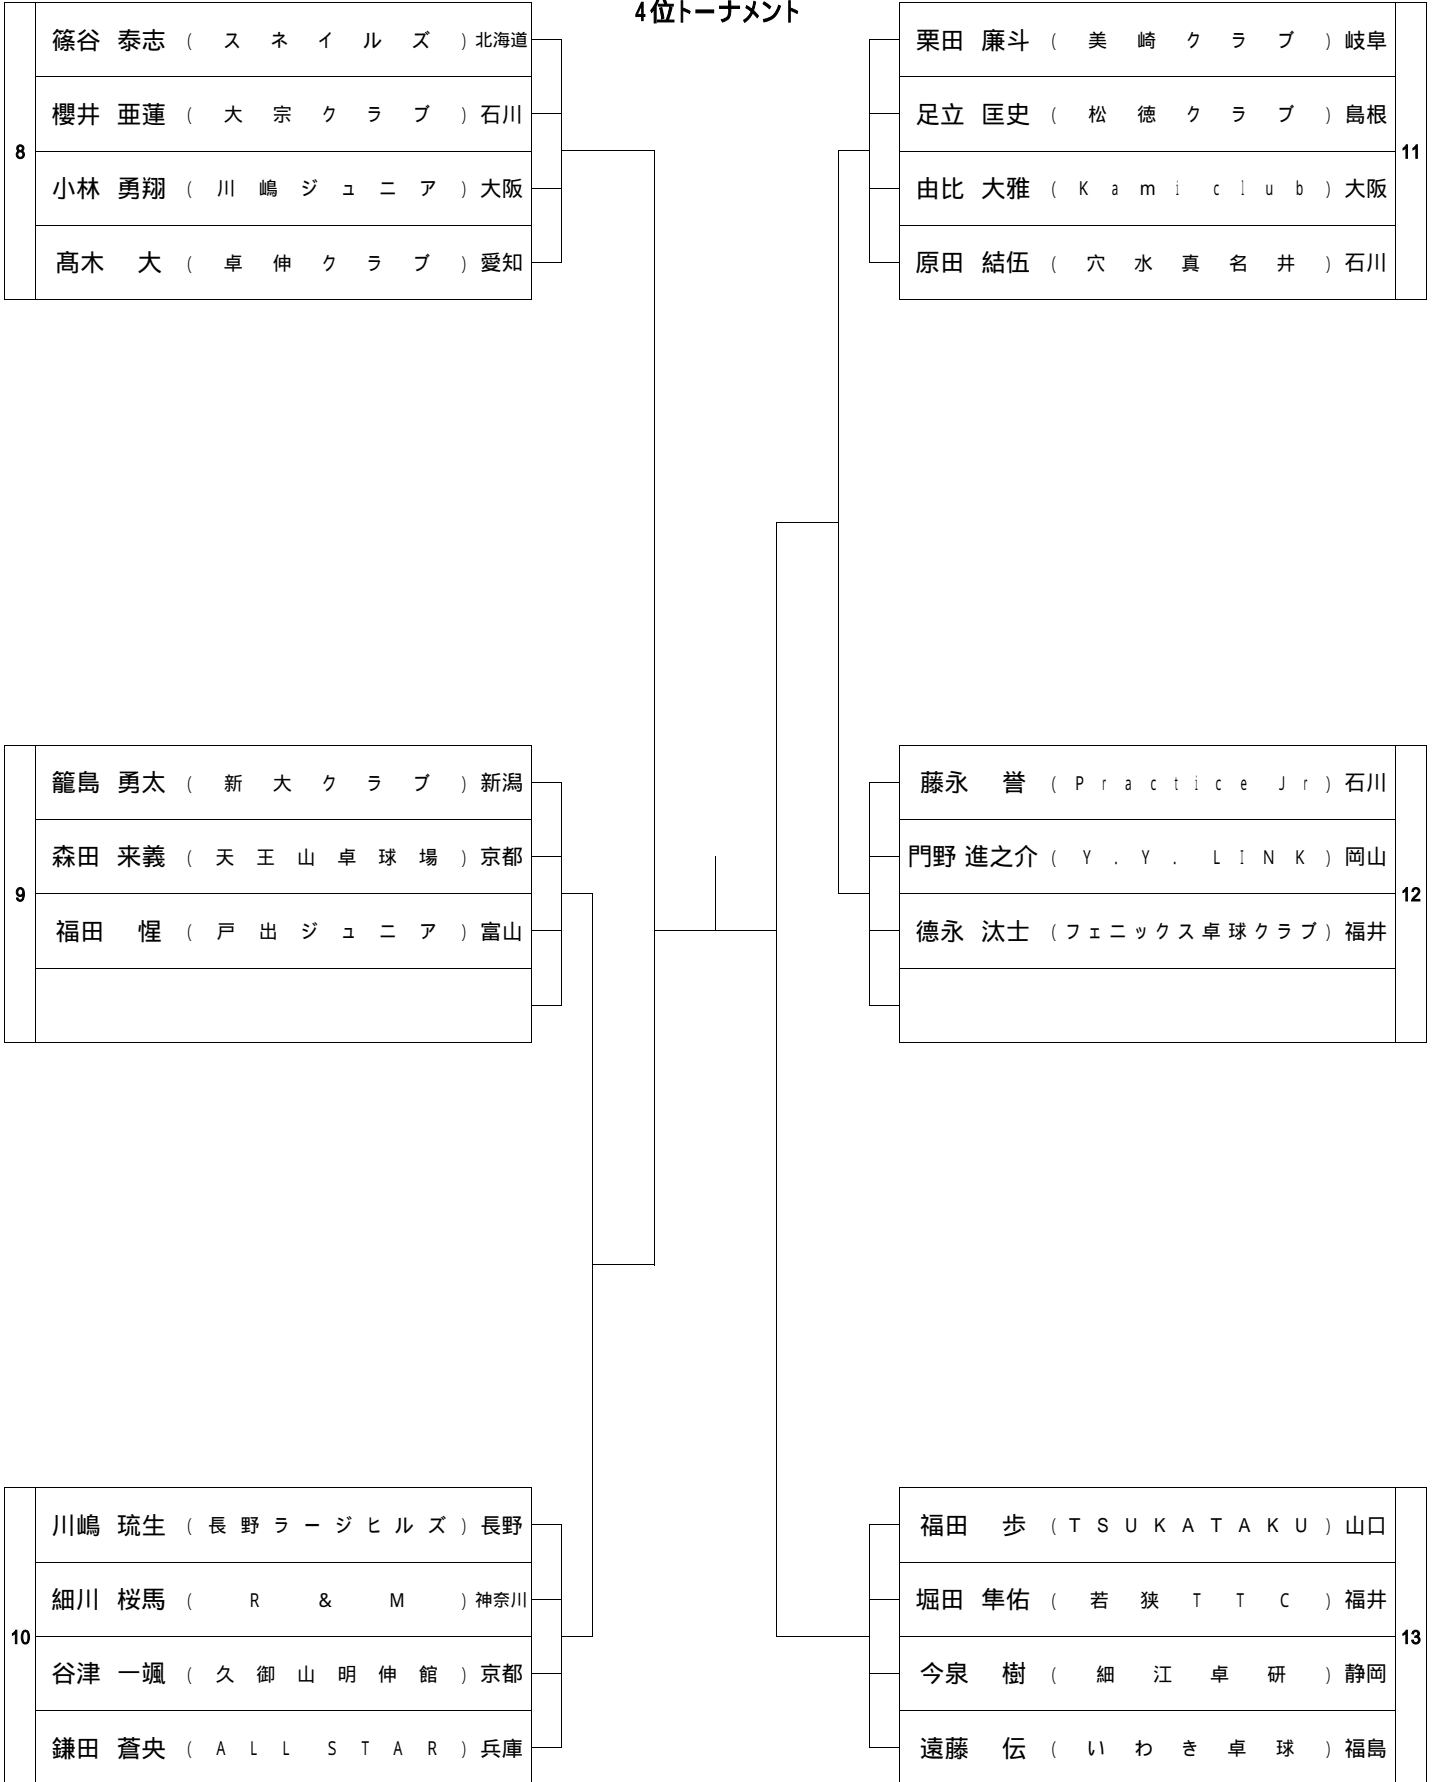 4位トーナメント
8
篠谷 泰志 (スネイルズ) 北海道
櫻井 亜蓮 (大宗クラブ) 石川
小林 勇翔 (川嶋ジュニア) 大阪
髙木 大 (卓伸クラブ) 愛知
11
栗田 廉斗 (美崎クラブ) 岐阜
足立 匡史 (松徳クラブ) 島根
由比 大雅 (Kami club) 大阪
原田 結伍 (穴水真名井) 石川
9
籠島 勇太 (新大クラブ) 新潟
森田 来義 (天王山卓球場) 京都
福田 惺 (戸出ジュニア) 富山
12
藤永 誉 (Practice Jr) 石川
門野 進之介 (Y.Y. LINK) 岡山
德永 汰士 (フェニックス卓球クラブ) 福井
10
川嶋 琉生 (長野ラージヒルズ) 長野
細川 桜馬 (R&M) 神奈川
谷津 一颯 (久御山明伸館) 京都
鎌田 蒼央 (ALL STAR) 兵庫
13
福田 歩 (TSUKATAKU) 山口
堀田 隼佑 (若狭TTC) 福井
今泉 樹 (細江卓研) 静岡
遠藤 伝 (いわき卓球) 福島